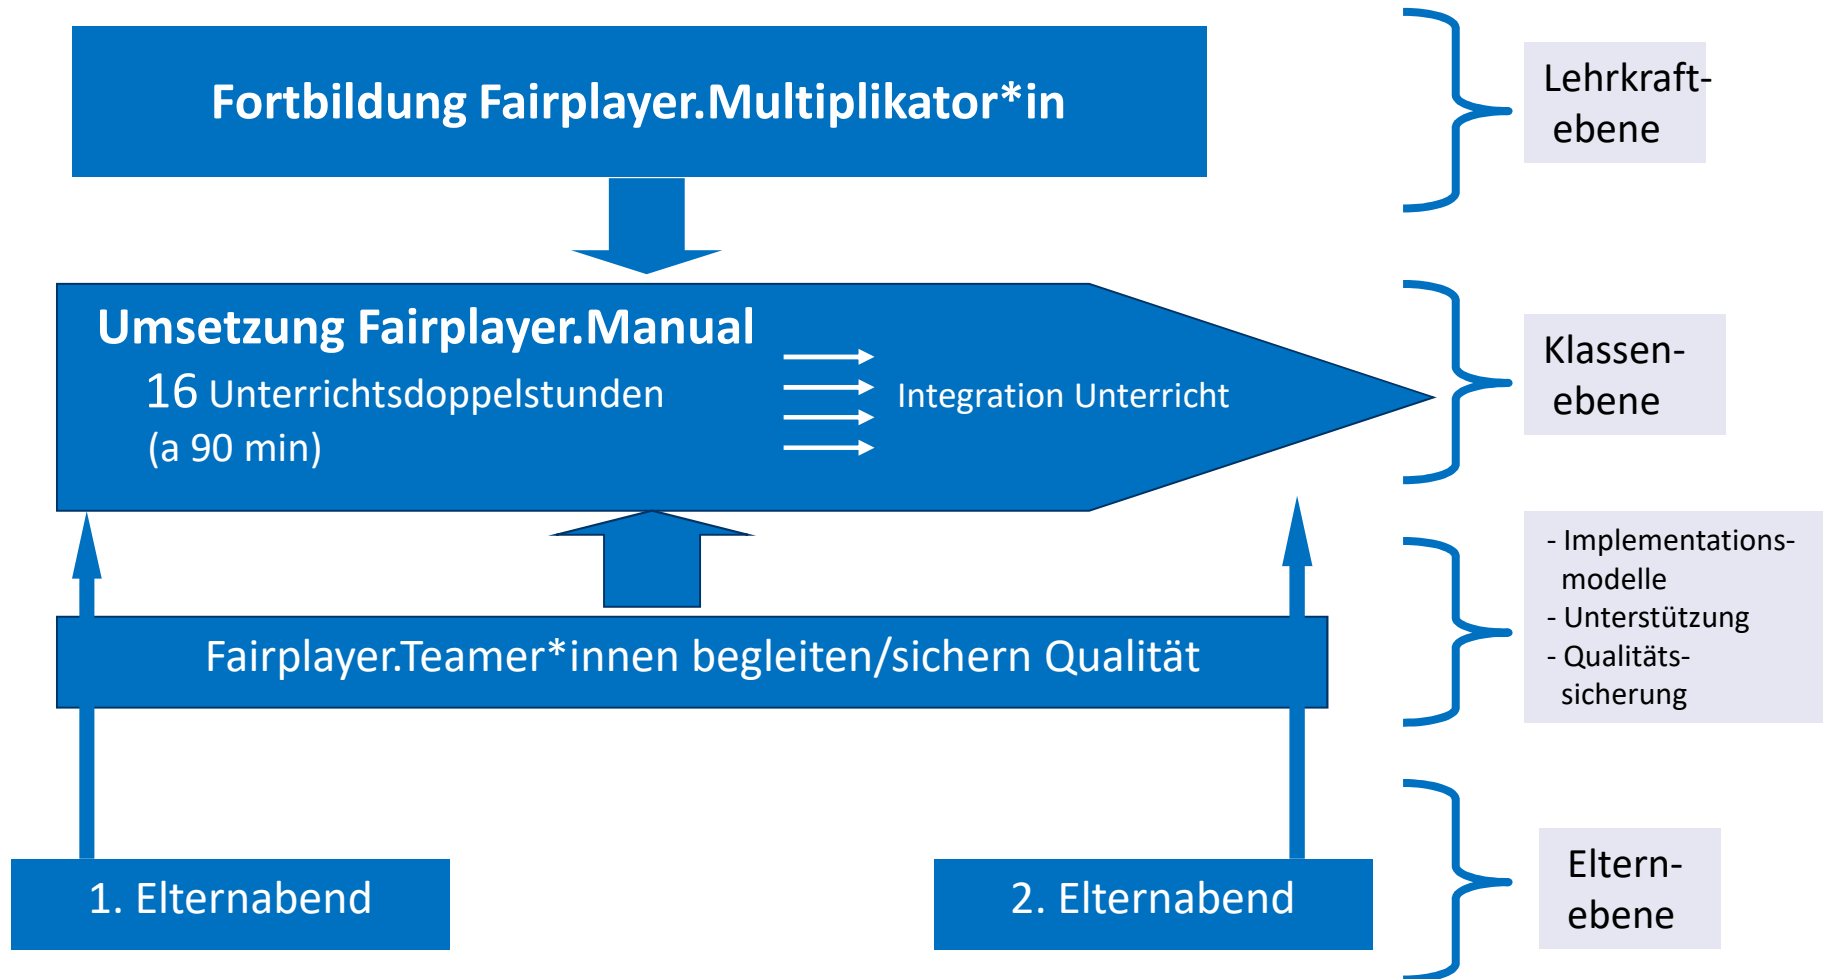 Fortbildung Fairplayer.Multiplikator*in
Lehrkraft-
ebene
Umsetzung Fairplayer.Manual
16 Unterrichtsdoppelstunden
(a 90 min)
Integration Unterricht
Klassen-
ebene
Fairplayer.Teamer*innen begleiten/sichern Qualität
- Implementations-
modelle
- Unterstützung
- Qualitäts-
sicherung
1. Elternabend
2. Elternabend
Eltern-
ebene